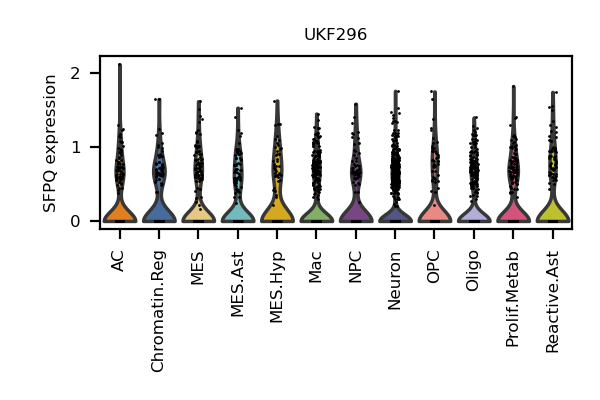 UKF296
SFPQ expression
2
1
0
AC
Chromatin.Reg
MES
MES.Ast
MES.Hyp
Mac
NPC
Neuron
OPC
Oligo
Prolif.Metab
Reactive.Ast